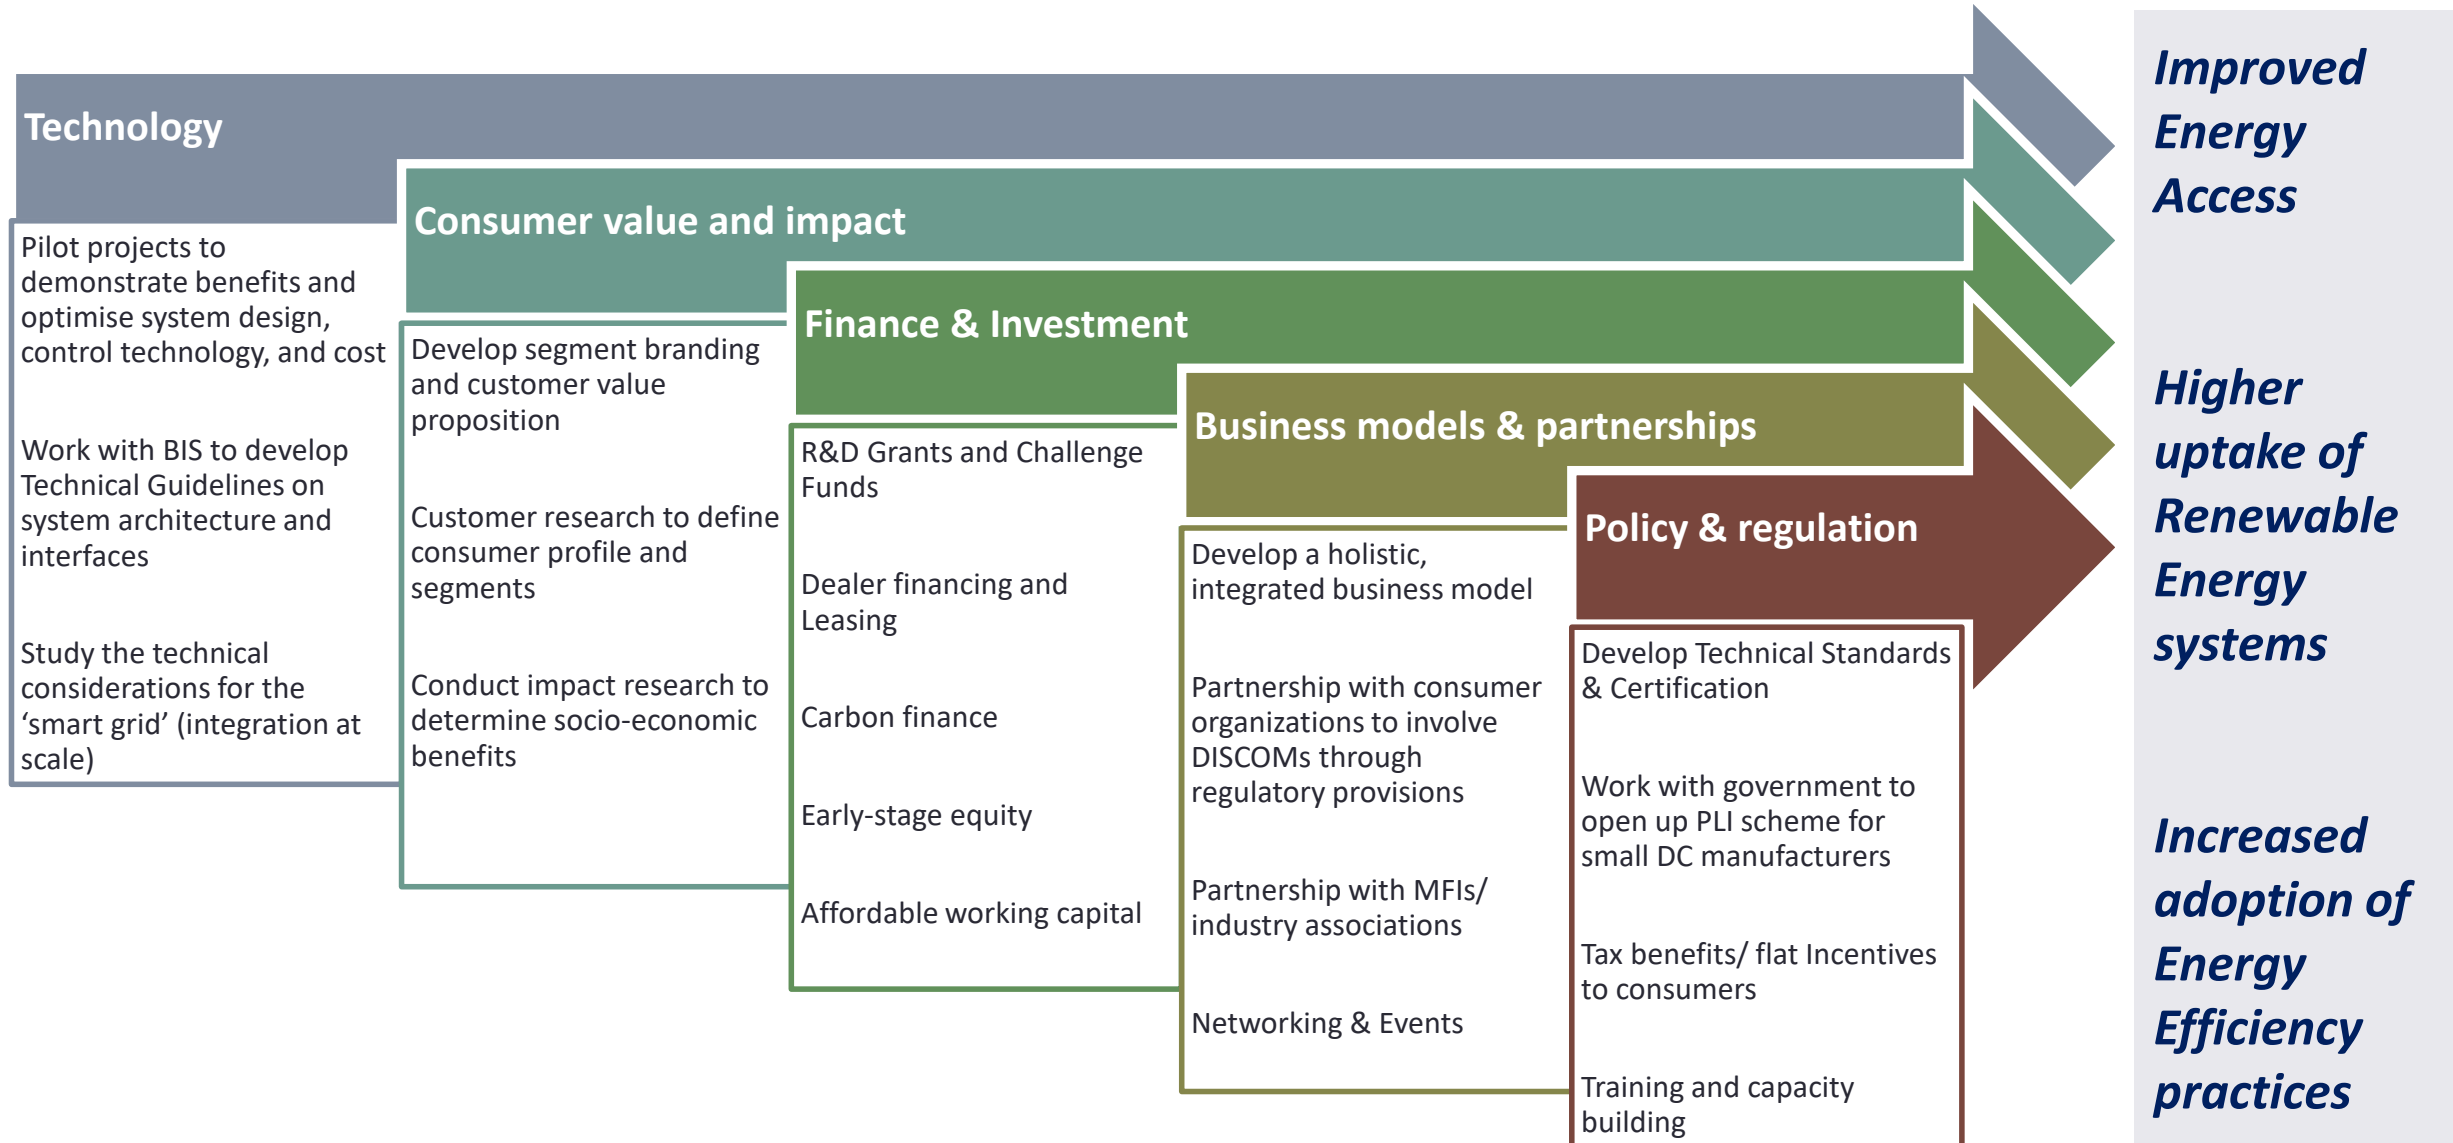 Technology
Pilot projects to
demonstrate benefits and
optimise system design,
control technology, and cost
Work with BIS to develop
Technical Guidelines on
system architecture and
interfaces
Study the technical
considerations for the
‘smart grid’ (integration at
scale)
Consumer value and impact
Develop segment branding
and customer value
proposition
Customer research to define
consumer profile and
segments
Conduct impact research to
determine socio-economic
benefits
Finance & Investment
R&D Grants and Challenge
Funds
Dealer financing and
Leasing
Carbon finance
Early-stage equity
Affordable working capital
Business models & partnerships
Develop a holistic,
integrated business model
Partnership with consumer
organizations to involve
DISCOMs through
regulatory provisions
Partnership with MFIs/
industry associations
Networking & Events
Policy & regulation
Develop Technical Standards
& Certification
Work with government to
open up PLI scheme for
small DC manufacturers
Tax benefits/ flat Incentives
to consumers
Training and capacity
building
Improved
Energy
Access
Higher
uptake of
Renewable
Energy
systems
Increased
adoption of
Energy
Efficiency
practices